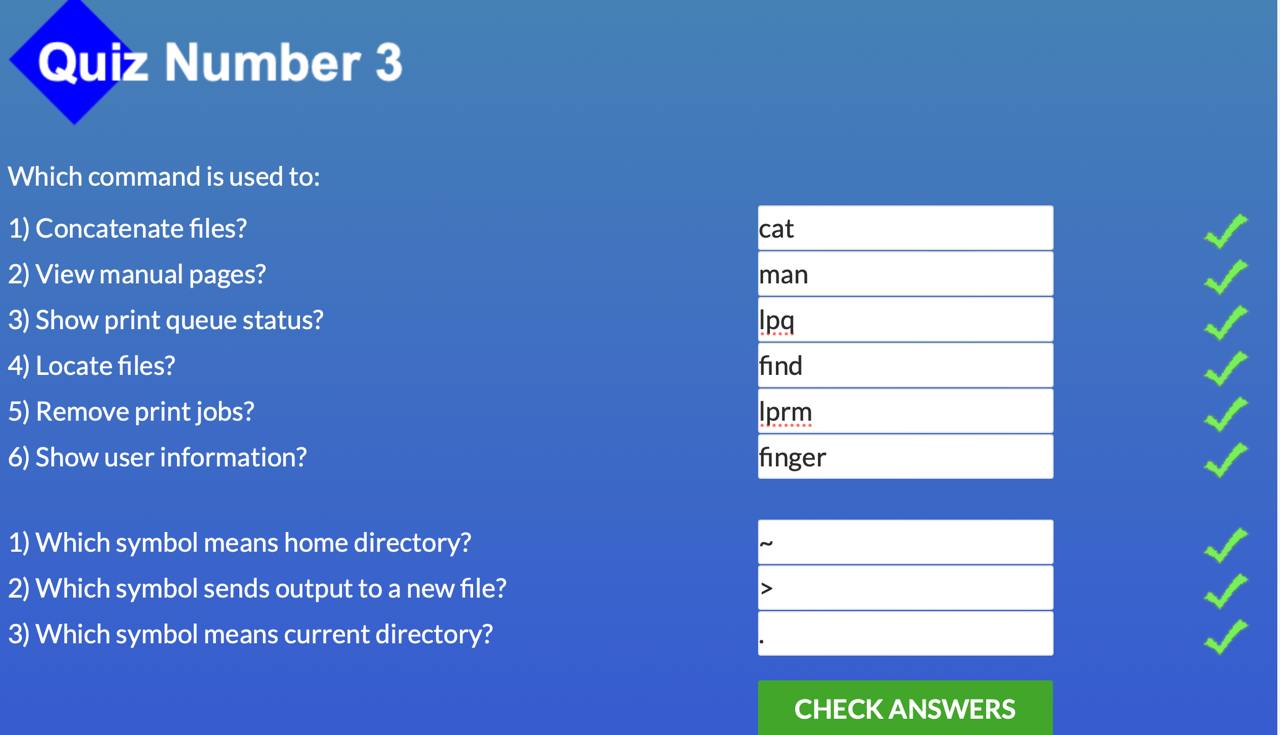 Quiz Number 3
Which command is used to:
1) Concatenate files? cat
2) View manual pages? man
3) Show print queue status? lpq
4) Locate files? find
5) Remove print jobs? lprm
6) Show user information? finger
1) Which symbol means home directory? ~
2) Which symbol sends output to a new file? >
3) Which symbol means current directory? .
CHECK ANSWERS